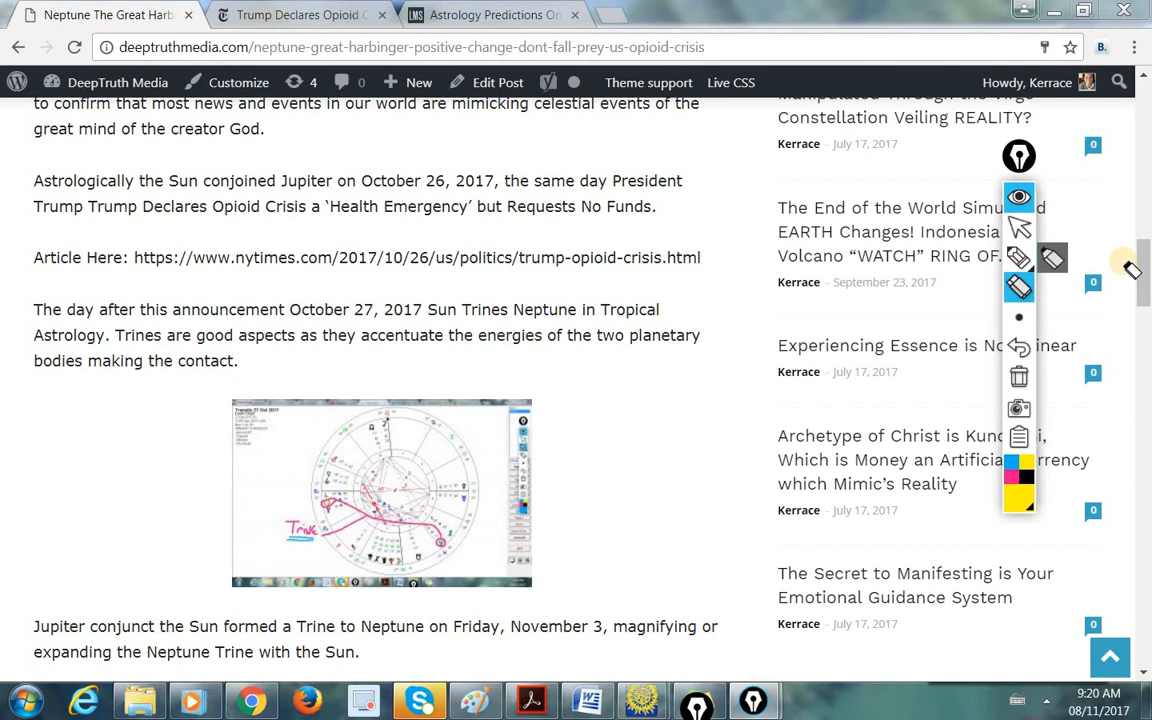 Neptune The Great Harb
Trump Declares Opioid C
LMS Astrology Predictions On
deeptruthmedia.com/neptune-great-harbinger-positive-change-dont-fall-prey-us-opioid-crisis
B.
DeepTruth Media Customize 4 0 New Edit Post Theme support Live CSS Howdy, Kerrace
to confirm that most news and events in our world are mimicking celestial events of the
great mind of the creator God.
Astrologically the Sun conjoined Jupiter on October 26, 2017, the same day President
Trump Trump Declares Opioid Crisis a ‘Health Emergency’ but Requests No Funds.
Article Here: https://www.nytimes.com/2017/10/26/us/politics/trump-opioid-crisis.html
The day after this announcement October 27, 2017 Sun Trines Neptune in Tropical
Astrology. Trines are good aspects as they accentuate the energies of the two planetary
bodies making the contact.
Trine
Jupiter conjunct the Sun formed a Trine to Neptune on Friday, November 3, magnifying or
expanding the Neptune Trine with the Sun.
Manipulated Through the Virgo
Constellation Veiling REALITY?
Kerrace - July 17, 2017 0
The End of the World Simu ed
EARTH Changes! Indonesia
Volcano “WATCH” RING OF...
Kerrace - September 23, 2017 0
Experiencing Essence is No inear
Kerrace - July 17, 2017 0
Archetype of Christ is Kun i,
Which is Money an Artificia rrency
which Mimic’s Reality
Kerrace - July 17, 2017 0
The Secret to Manifesting is Your
Emotional Guidance System
Kerrace - July 17, 2017 0
9:20 AM
08/11/2017